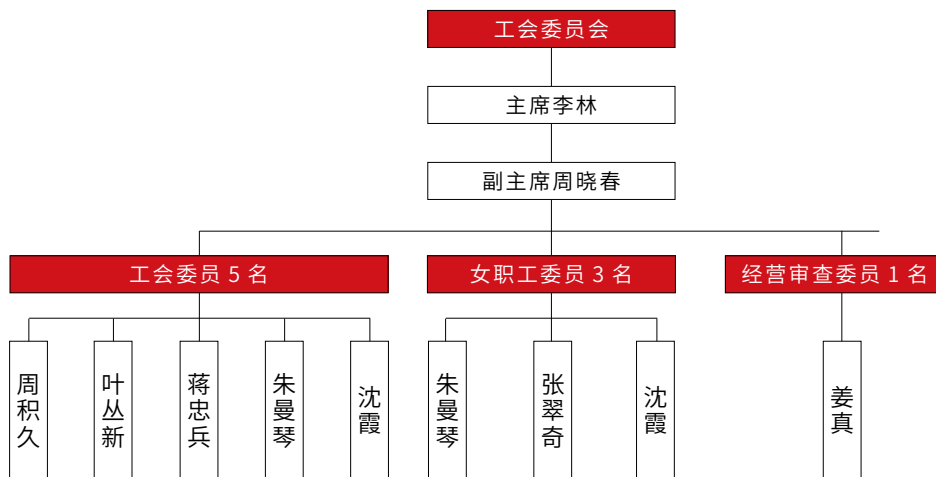 工会委员会
主席李林
副主席周晓春
工会委员 5 名
女职工委员 3 名
经营审查委员 1 名
周积久
叶丛新
蒋忠兵
朱曼琴
沈霞
朱曼琴
张翠奇
沈霞
姜真